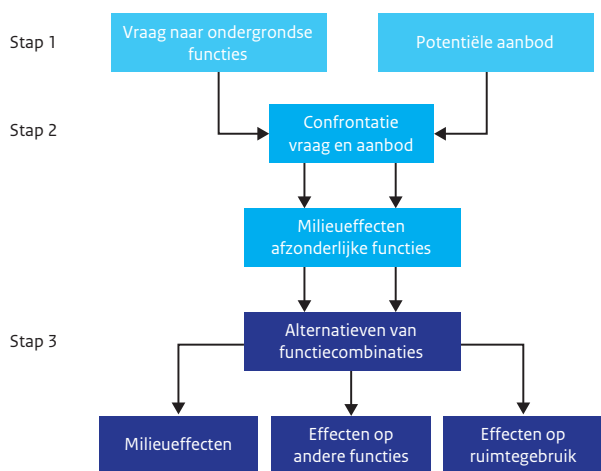 Stap 1
Vraag naar ondergrondse
functies
Potentiële aanbod
Stap 2
Confrontatie
vraag en aanbod
Milieueffecten
afzonderlijke functies
Stap 3
Alternatieven van
functiecombinaties
Milieueffecten
Effecten op
andere functies
Effecten op
ruimtegebruik